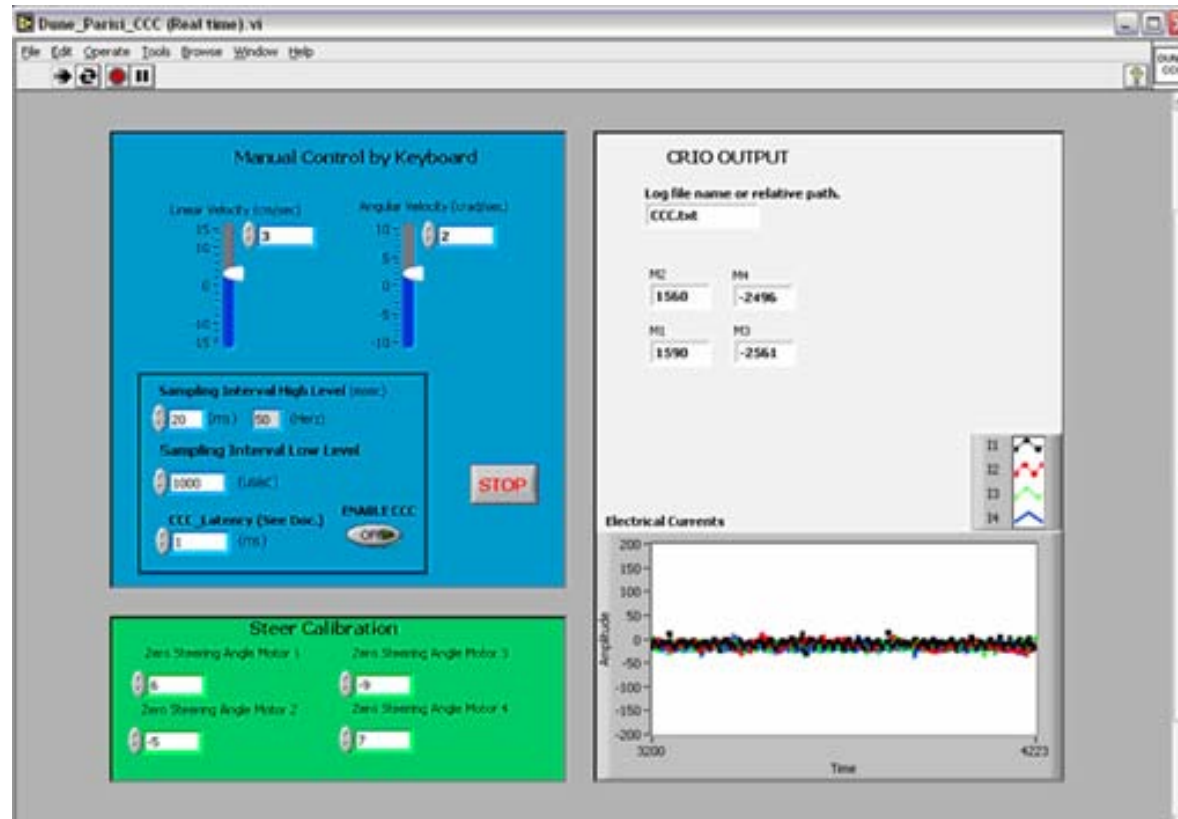 Dune_Parisi_CCC (Real time).vi
File Edit Operate Tools Browse Window Help
Manual Control by Keyboard
Linear Velocity (cm/sec)
Angular Velocity (crad/sec)
15
10
0
-10
-15
3
10
5
0
-5
-10
2
Sampling Interval High Level (msec)
20 (ms) 50 (Herz)
Sampling Interval Low Level
1000 (usec)
CCC_Latency (See Doc.)
1 (ms)
ENABLE CCC
OFF
STOP
Steer Calibration
Zero Steering Angle Motor 1
6
Zero Steering Angle Motor 3
-9
Zero Steering Angle Motor 2
-5
Zero Steering Angle Motor 4
7
CRIO OUTPUT
Log file name or relative path.
CCC.txt
M2 M4
1560 -2496
M1 M3
1590 -2561
I1
I2
I3
I4
Electrical Currents
Amplitude
200
150
100
50
0
-50
-100
-150
-200
3200 4223
Time